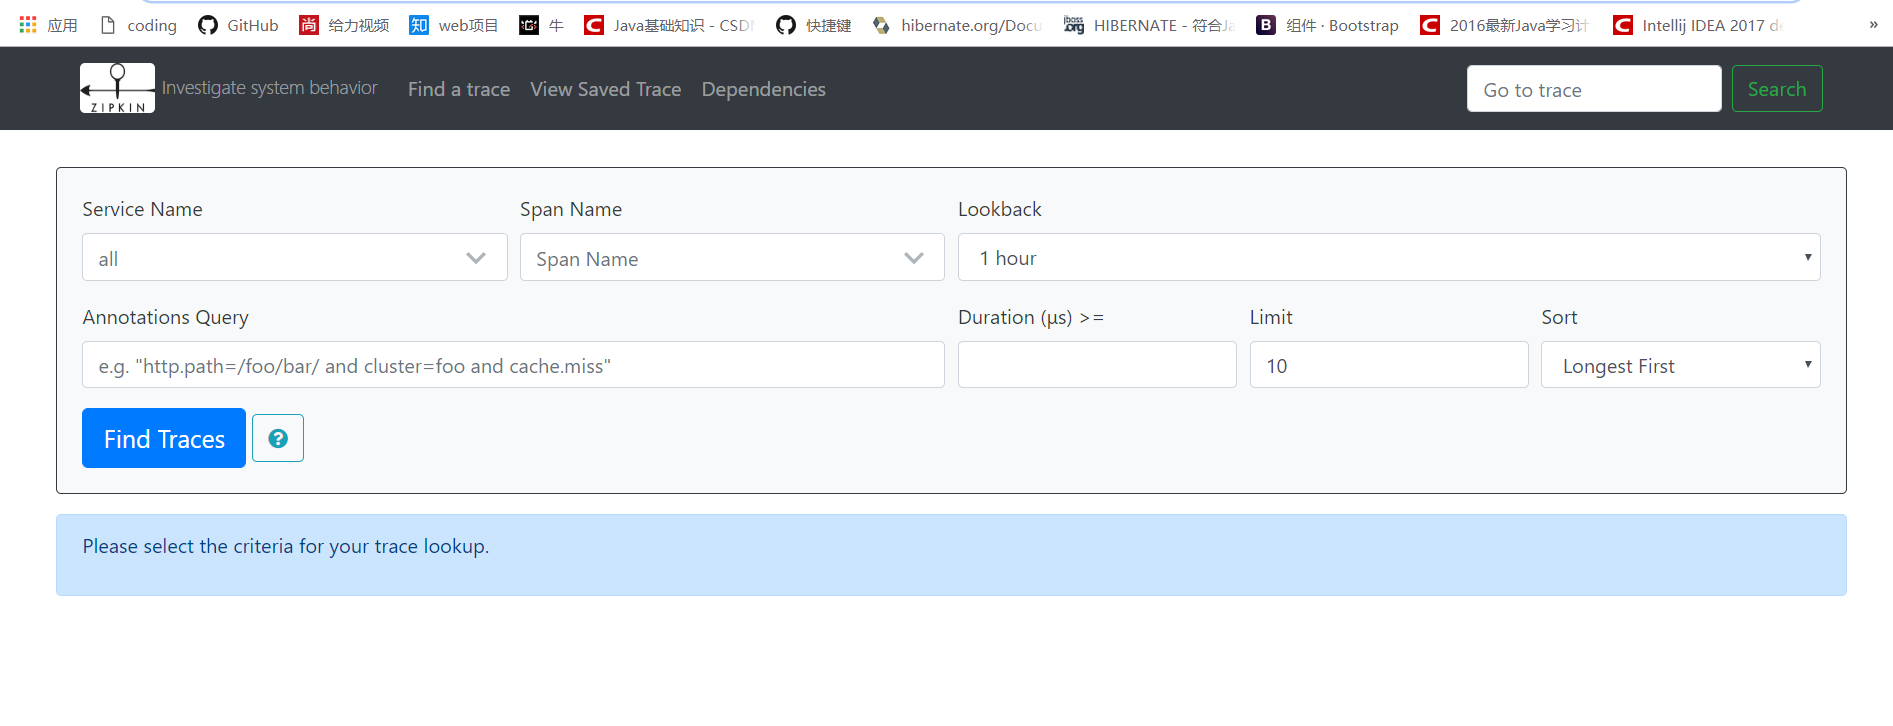 应用 coding GitHub 给力视频 web项目 牛 Java基础知识 - CSD 快捷键 hibernate.org/Docu HIBERNATE - 符合Ja 组件 · Bootstrap 2016最新Java学习计 Intellij IDEA 2017 de »
ZIPKIN Investigate system behavior Find a trace View Saved Trace Dependencies Go to trace Search
Service Name Span Name Lookback
all Span Name 1 hour
Annotations Query Duration (μs) >= Limit Sort
e.g. "http.path=/foo/bar/ and cluster=foo and cache.miss" 10 Longest First
Find Traces
Please select the criteria for your trace lookup.